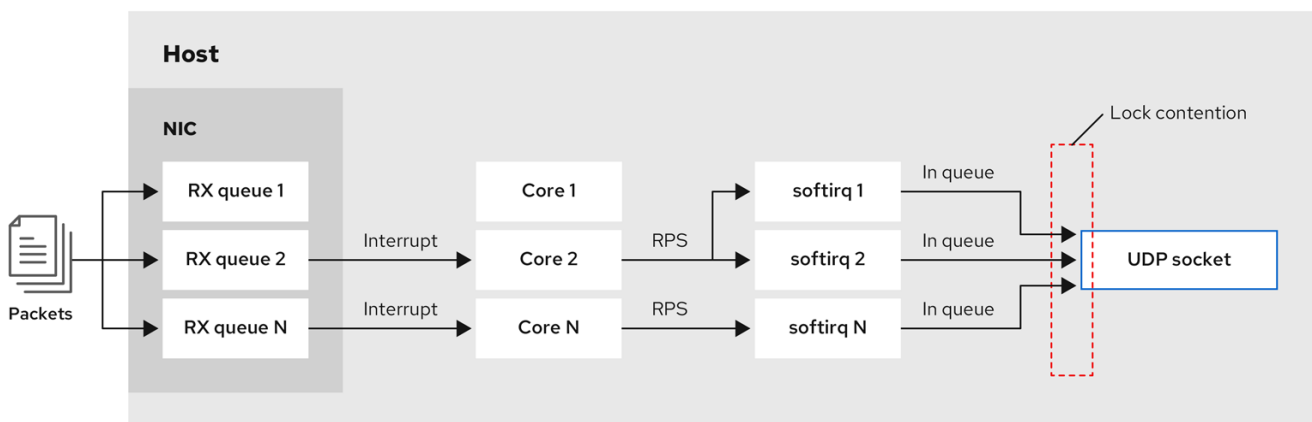 Host
NIC
Lock contention
RX queue 1
Core 1
softirq 1
In queue
RX queue 2
Interrupt
Core 2
RPS
softirq 2
In queue
UDP socket
Packets
RX queue N
Interrupt
Core N
RPS
softirq N
In queue